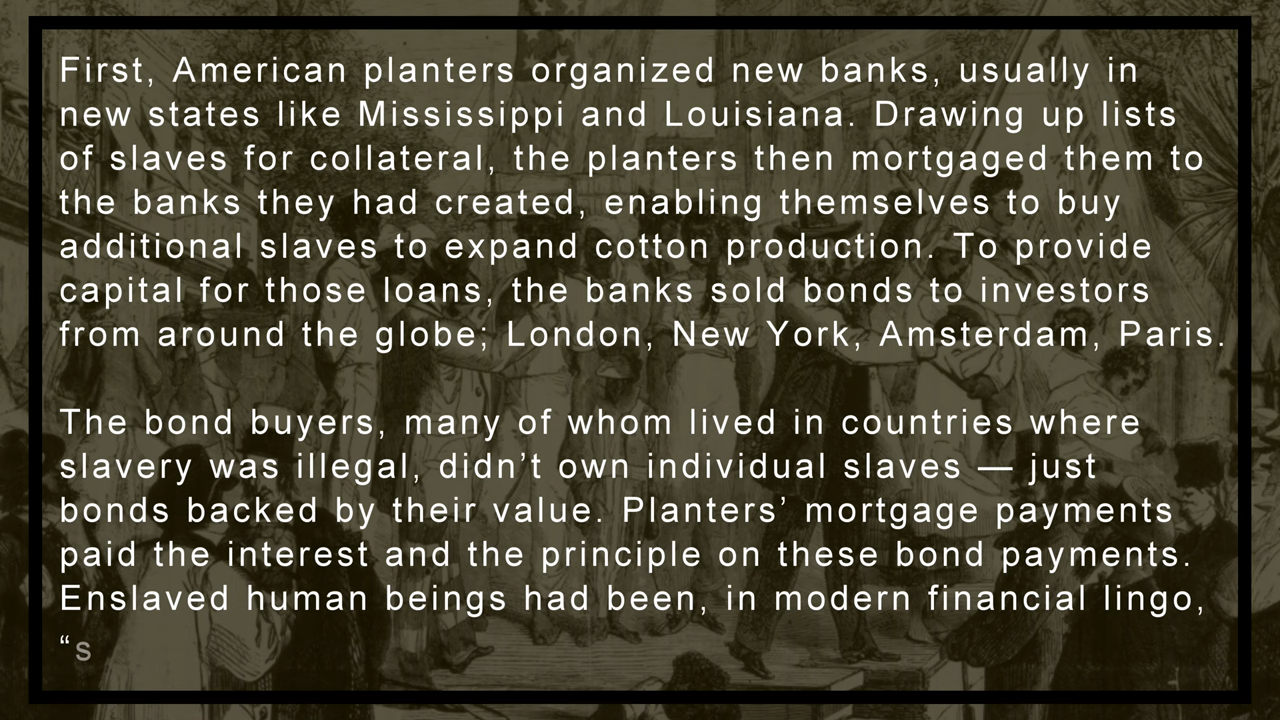 First, American planters organized new banks, usually in
new states like Mississippi and Louisiana. Drawing up lists
of slaves for collateral, the planters then mortgaged them to
the banks they had created, enabling themselves to buy
additional slaves to expand cotton production. To provide
capital for those loans, the banks sold bonds to investors
from around the globe; London, New York, Amsterdam, Paris.
The bond buyers, many of whom lived in countries where
slavery was illegal, didn’t own individual slaves — just
bonds backed by their value. Planters’ mortgage payments
paid the interest and the principle on these bond payments.
Enslaved human beings had been, in modern financial lingo,
“s